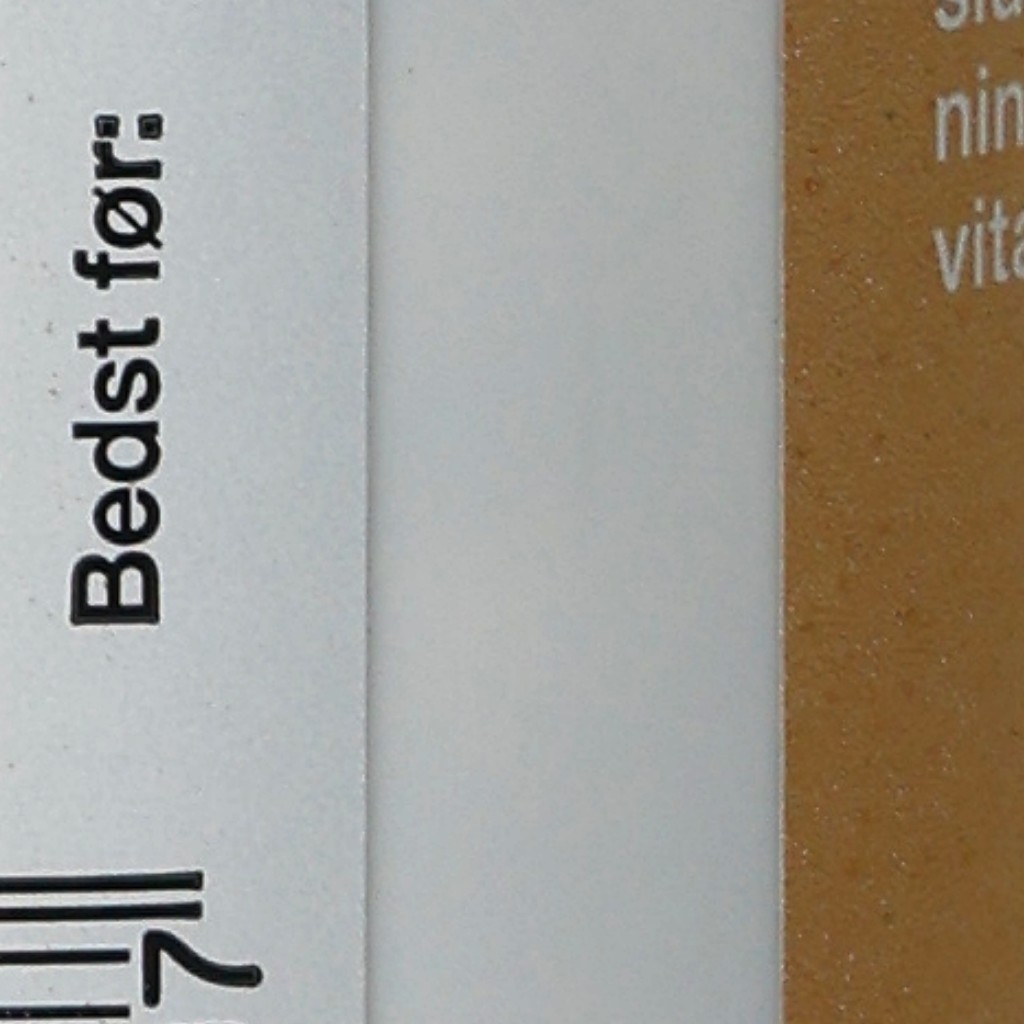 Bedst før:
7
nin
vita